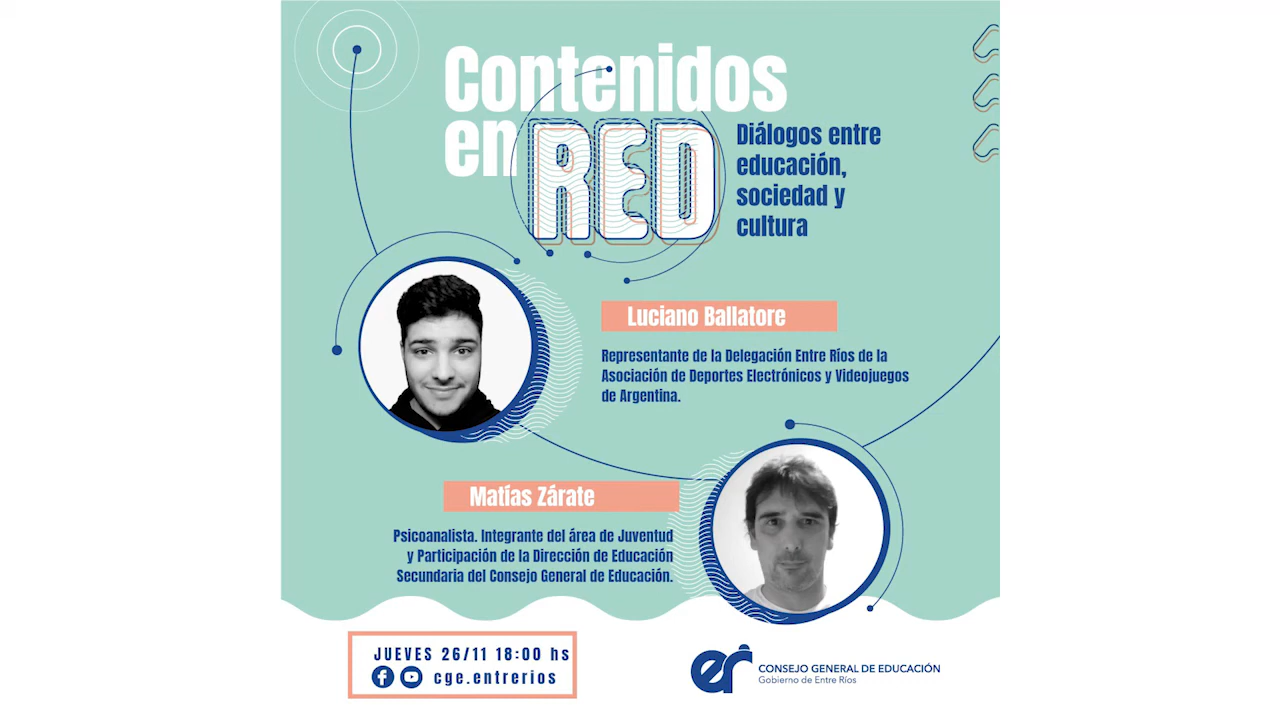 Contenidos
en RED
Diálogos entre
educación,
sociedad y
cultura
Luciano Ballatore
Representante de la Delegación Entre Ríos de la
Asociación de Deportes Electrónicos y Videojuegos
de Argentina.
Matías Zárate
Psicoanalista. Integrante del área de Juventud
y Participación de la Dirección de Educación
Secundaria del Consejo General de Educación.
JUEVES 26/11 18:00 hs
cge.entrerios
er
CONSEJO GENERAL DE EDUCACIÓN
Gobierno de Entre Ríos